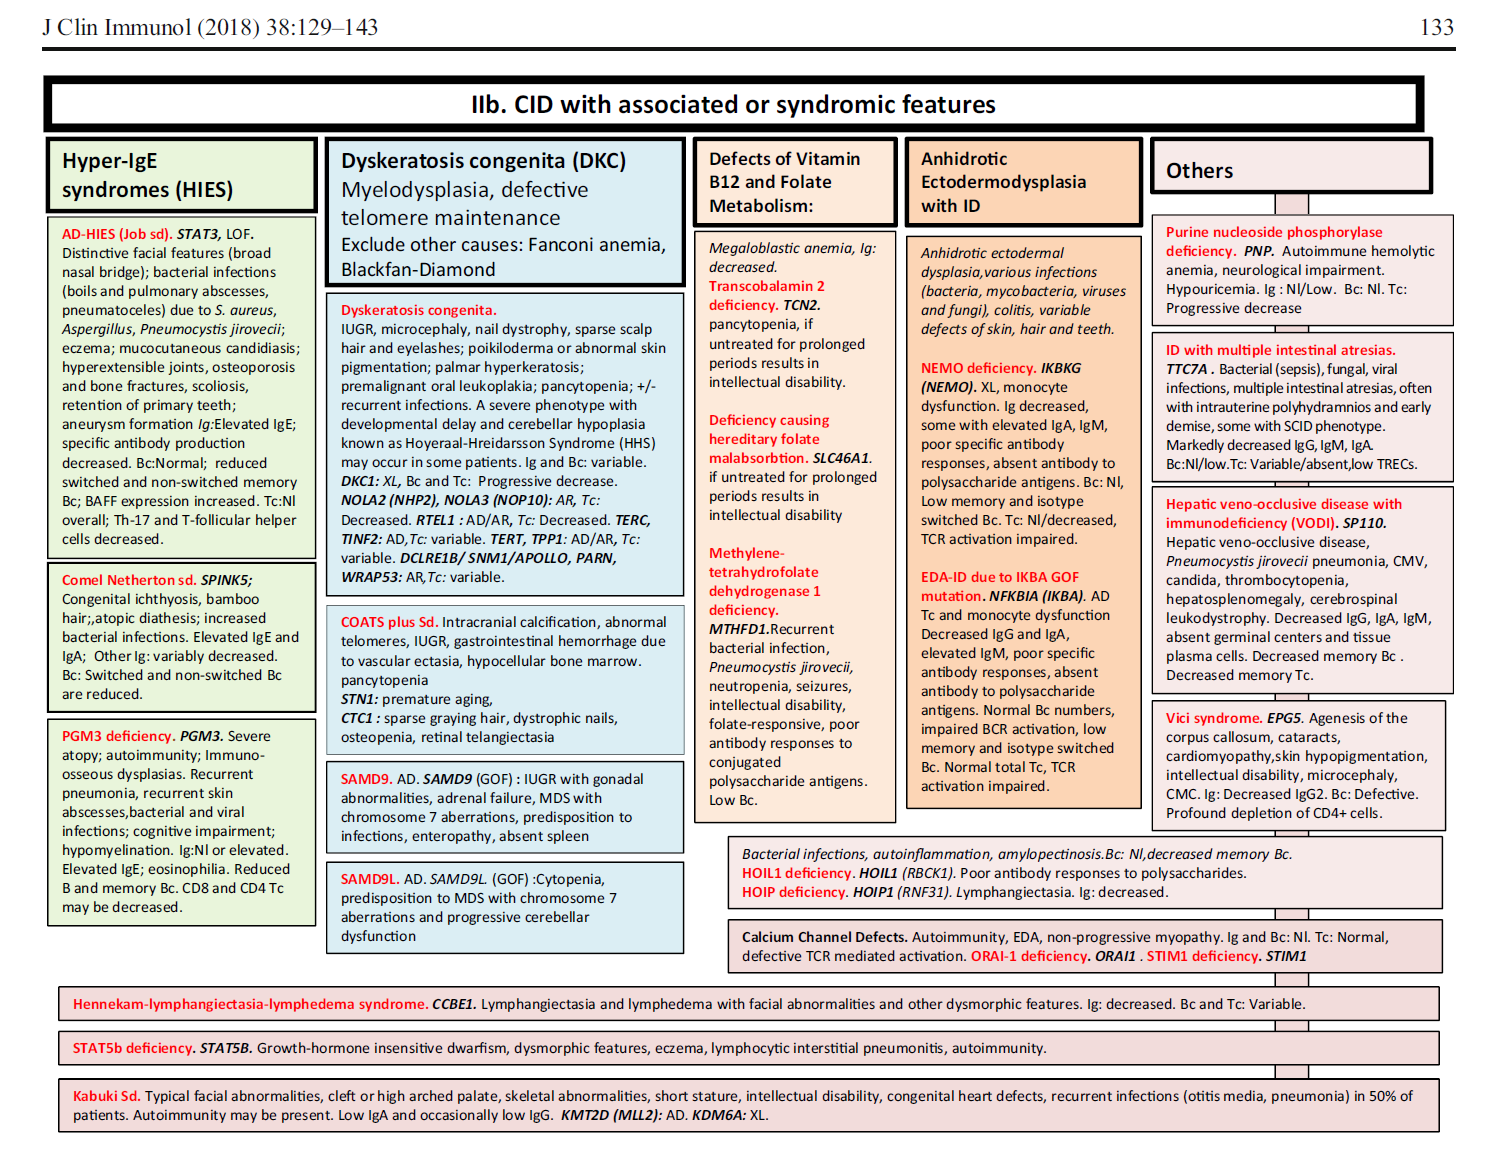 J Clin Immunol (2018) 38:129–143
133
IIb. CID with associated or syndromic features
Hyper-IgE
syndromes (HIES)
AD-HIES (Job sd). STAT3, LOF.
Distinctive facial features (broad
nasal bridge); bacterial infections
(boils and pulmonary abscesses,
pneumatoceles) due to S. aureus,
Aspergillus, Pneumocystis jirovecii;
eczema; mucocutaneous candidiasis;
hyperextensible joints, osteoporosis
and bone fractures, scoliosis,
retention of primary teeth;
aneurysm formation Ig:Elevated IgE;
specific antibody production
decreased. Bc:Normal; reduced
switched and non-switched memory
Bc; BAFF expression increased. Tc:Nl
overall; Th-17 and T-follicular helper
cells decreased.
Comel Netherton sd. SPINK5;
Congenital ichthyosis, bamboo
hair;,atopic diathesis; increased
bacterial infections. Elevated IgE and
IgA; Other Ig: variably decreased.
Bc: Switched and non-switched Bc
are reduced.
PGM3 deficiency. PGM3. Severe
atopy; autoimmunity; Immuno-
osseous dysplasias. Recurrent
pneumonia, recurrent skin
abscesses,bacterial and viral
infections; cognitive impairment;
hypomyelination. Ig:Nl or elevated.
Elevated IgE; eosinophilia. Reduced
B and memory Bc. CD8 and CD4 Tc
may be decreased.
Dyskeratosis congenita (DKC)
Myelodysplasia, defective
telomere maintenance
Exclude other causes: Fanconi anemia,
Blackfan-Diamond
Dyskeratosis congenita.
IUGR, microcephaly, nail dystrophy, sparse scalp
hair and eyelashes; poikiloderma or abnormal skin
pigmentation; palmar hyperkeratosis;
premalignant oral leukoplakia; pancytopenia; +/-
recurrent infections. A severe phenotype with
developmental delay and cerebellar hypoplasia
known as Hoyeraal-Hreidarsson Syndrome (HHS)
may occur in some patients. Ig and Bc: variable.
DKC1: XL, Bc and Tc: Progressive decrease.
NOLA2 (NHP2), NOLA3 (NOP10): AR, Tc:
Decreased. RTEL1 : AD/AR, Tc: Decreased. TERC,
TINF2: AD,Tc: variable. TERT, TPP1: AD/AR, Tc:
variable. DCLRE1B/ SNM1/APOLLO, PARN,
WRAP53: AR,Tc: variable.
COATS plus Sd. Intracranial calcification, abnormal
telomeres, IUGR, gastrointestinal hemorrhage due
to vascular ectasia, hypocellular bone marrow.
pancytopenia
STN1: premature aging,
CTC1 : sparse graying hair, dystrophic nails,
osteopenia, retinal telangiectasia
SAMD9. AD. SAMD9 (GOF) : IUGR with gonadal
abnormalities, adrenal failure, MDS with
chromosome 7 aberrations, predisposition to
infections, enteropathy, absent spleen
SAMD9L. AD. SAMD9L. (GOF) :Cytopenia,
predisposition to MDS with chromosome 7
aberrations and progressive cerebellar
dysfunction
Defects of Vitamin
B12 and Folate
Metabolism:
Megaloblastic anemia, Ig:
decreased.
Transcobalamin 2
deficiency. TCN2.
pancytopenia, if
untreated for prolonged
periods results in
intellectual disability.
Deficiency causing
hereditary folate
malabsorbtion. SLC46A1.
if untreated for prolonged
periods results in
intellectual disability
Methylene-
tetrahydrofolate
dehydrogenase 1
deficiency.
MTHFD1.Recurrent
bacterial infection,
Pneumocystis jirovecii,
neutropenia, seizures,
intellectual disability,
folate-responsive, poor
antibody responses to
conjugated
polysaccharide antigens.
Low Bc.
Anhidrotic
Ectodermodysplasia
with ID
Anhidrotic ectodermal
dysplasia,various infections
(bacteria, mycobacteria, viruses
and fungi), colitis, variable
defects of skin, hair and teeth.
NEMO deficiency. IKBKG
(NEMO). XL, monocyte
dysfunction. Ig decreased,
some with elevated IgA, IgM,
poor specific antibody
responses, absent antibody to
polysaccharide antigens. Bc: Nl,
Low memory and isotype
switched Bc. Tc: Nl/decreased,
TCR activation impaired.
EDA-ID due to IKBA GOF
mutation. NFKBIA (IKBA). AD
Tc and monocyte dysfunction
Decreased IgG and IgA,
elevated IgM, poor specific
antibody responses, absent
antibody to polysaccharide
antigens. Normal Bc numbers,
impaired BCR activation, low
memory and isotype switched
Bc. Normal total Tc, TCR
activation impaired.
Others
Purine nucleoside phosphorylase
deficiency. PNP. Autoimmune hemolytic
anemia, neurological impairment.
Hypouricemia. Ig : Nl/Low. Bc: Nl. Tc:
Progressive decrease
ID with multiple intestinal atresias.
TTC7A . Bacterial (sepsis), fungal, viral
infections, multiple intestinal atresias, often
with intrauterine polyhydramnios and early
demise, some with SCID phenotype.
Markedly decreased IgG, IgM, IgA.
Bc:Nl/low.Tc: Variable/absent,low TRECs.
Hepatic veno-occlusive disease with
immunodeficiency (VODI). SP110.
Hepatic veno-occlusive disease,
Pneumocystis jirovecii pneumonia, CMV,
candida, thrombocytopenia,
hepatosplenomegaly, cerebrospinal
leukodystrophy. Decreased IgG, IgA, IgM,
absent germinal centers and tissue
plasma cells. Decreased memory Bc .
Decreased memory Tc.
Vici syndrome. EPG5. Agenesis of the
corpus callosum, cataracts,
cardiomyopathy,skin hypopigmentation,
intellectual disability, microcephaly,
CMC. Ig: Decreased IgG2. Bc: Defective.
Profound depletion of CD4+ cells.
Bacterial infections, autoinflammation, amylopectinosis.Bc: Nl,decreased memory Bc.
HOIL1 deficiency. HOIL1 (RBCK1). Poor antibody responses to polysaccharides.
HOIP deficiency. HOIP1 (RNF31). Lymphangiectasia. Ig: decreased.
Calcium Channel Defects. Autoimmunity, EDA, non-progressive myopathy. Ig and Bc: Nl. Tc: Normal,
defective TCR mediated activation. ORAI-1 deficiency. ORAI1 . STIM1 deficiency. STIM1
Hennekam-lymphangiectasia-lymphedema syndrome. CCBE1. Lymphangiectasia and lymphedema with facial abnormalities and other dysmorphic features. Ig: decreased. Bc and Tc: Variable.
STAT5b deficiency. STAT5B. Growth-hormone insensitive dwarfism, dysmorphic features, eczema, lymphocytic interstitial pneumonitis, autoimmunity.
Kabuki Sd. Typical facial abnormalities, cleft or high arched palate, skeletal abnormalities, short stature, intellectual disability, congenital heart defects, recurrent infections (otitis media, pneumonia) in 50% of
patients. Autoimmunity may be present. Low IgA and occasionally low IgG. KMT2D (MLL2): AD. KDM6A: XL.